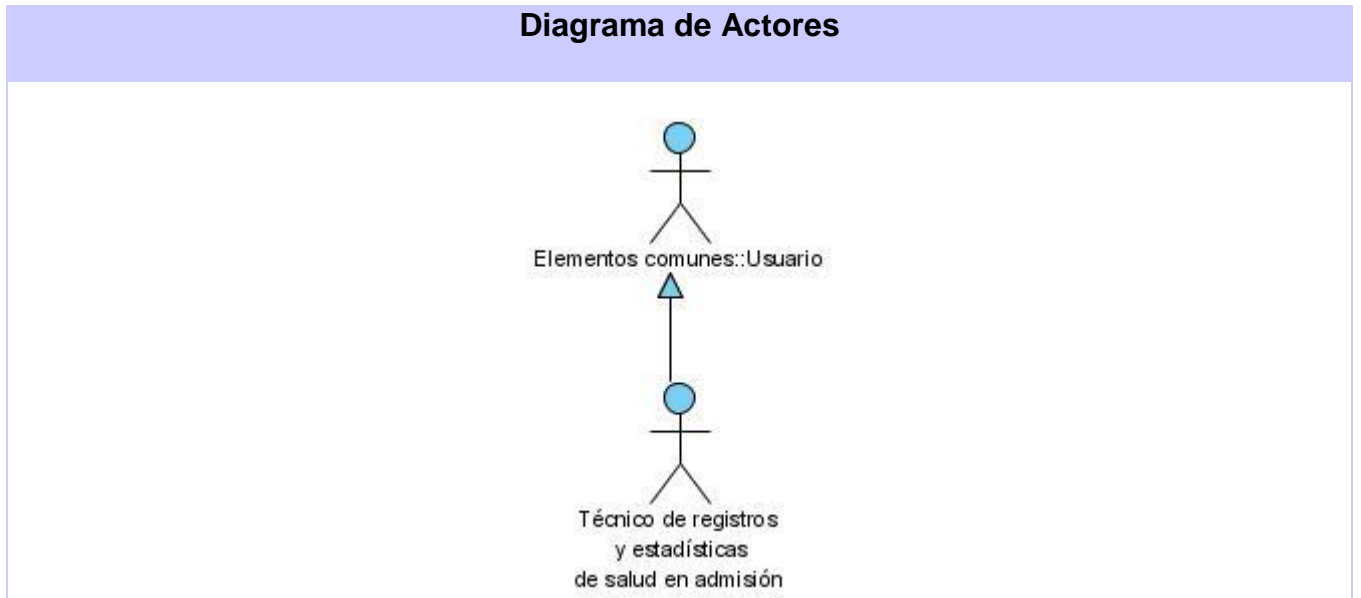 Diagrama de Actores
Elementos comunes::Usuario
Técnico de registros
y estadísticas
de salud en admisión